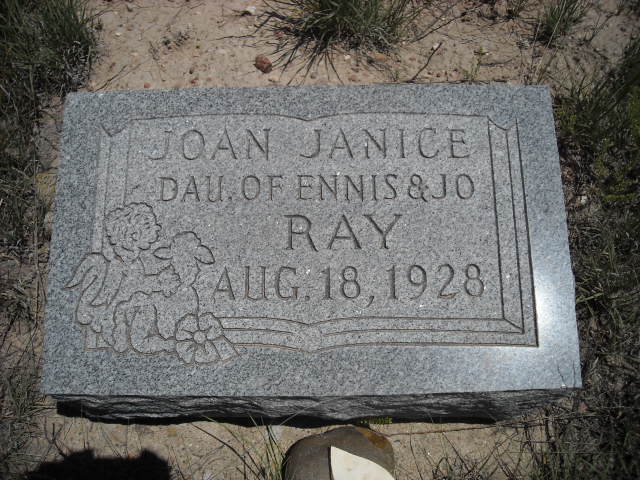 JOAN JANICE
DAU. OF ENNIS & JO
RAY
AUG. 18, 1928